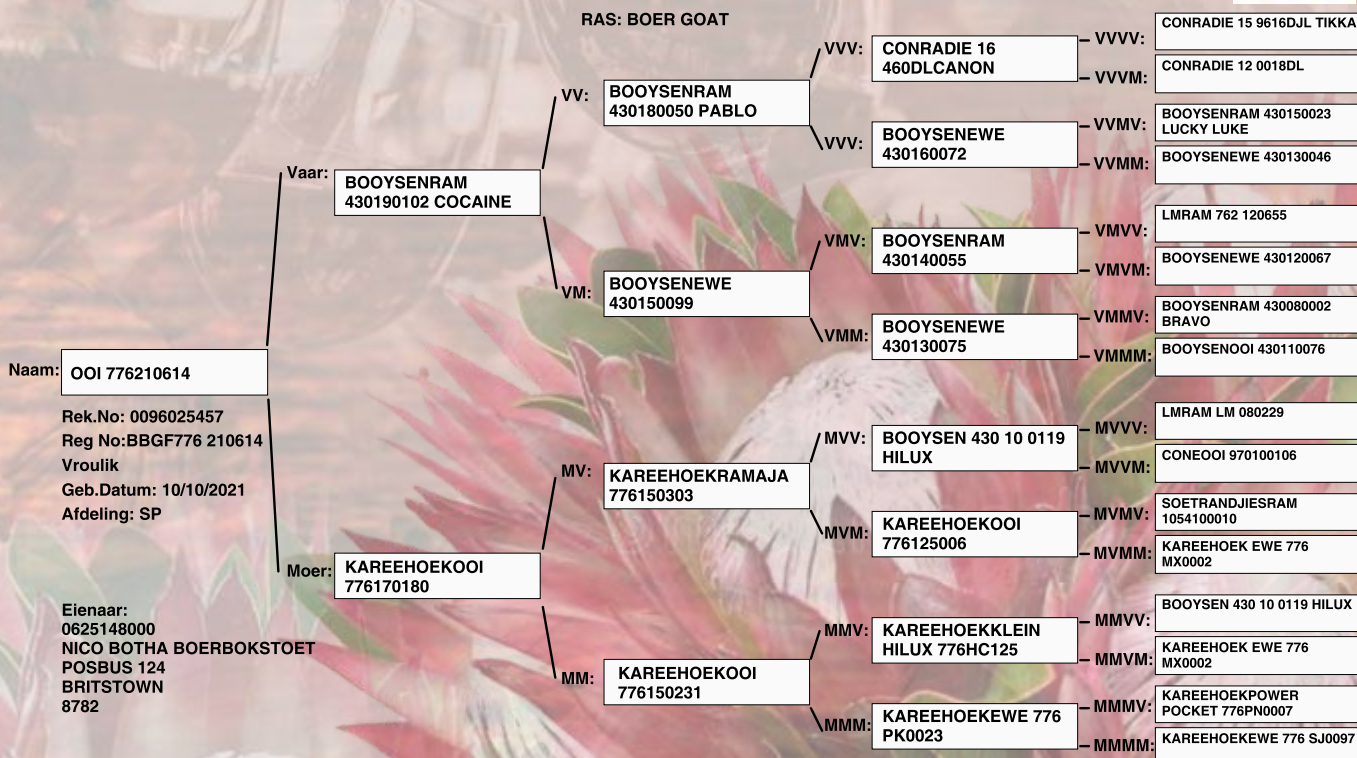 RAS: BOER GOAT
Naam:
OOI 776210614
Rek.No: 0096025457
Reg No:BBGF776 210614
Vroulik
Geb.Datum: 10/10/2021
Afdeling: SP
Eienaar:
0625148000
NICO BOTHA BOERBOKSTOET
POSBUS 124
BRITSTOWN
8782
Vaar:
BOOYSENRAM
430190102 COCAINE
Moer:
KAREEHOEKOOI
776170180
VV:
BOOYSENRAM
430180050 PABLO
VM:
BOOYSENEWE
430150099
MV:
KAREEHOEKRAMAJA
776150303
MM:
KAREEHOEKOOI
776150231
VVV:
CONRADIE 16
460DLCANON
VVV:
BOOYSENEWE
430160072
VMV:
BOOYSENRAM
430140055
VMM:
BOOYSENEWE
430130075
MVV:
BOOYSEN 430 10 0119
HILUX
MVM:
KAREEHOEKOOI
776125006
MMV:
KAREEHOEKKLEIN
HILUX 776HC125
MMM:
KAREEHOEKEWE 776
PK0023
VVVV:
CONRADIE 15 9616DJL TIKKA
VVVM:
CONRADIE 12 0018DL
VVMV:
BOOYSENRAM 430150023
LUCKY LUKE
VVMM:
BOOYSENEWE 430130046
VMVV:
LMRAM 762 120655
VMVM:
BOOYSENEWE 430120067
VMMV:
BOOYSENRAM 430080002
BRAVO
VMMM:
BOOYSENOOI 430110076
MVVV:
LMRAM LM 080229
MVVM:
CONEOOI 970100106
MVMV:
SOETRANDJIESRAM
1054100010
MVMM:
KAREEHOEK EWE 776
MX0002
MMVV:
BOOYSEN 430 10 0119 HILUX
MMVM:
KAREEHOEK EWE 776
MX0002
MMMV:
KAREEHOEKPOWER
POCKET 776PN0007
MMMM:
KAREEHOEKEWE 776 SJ0097